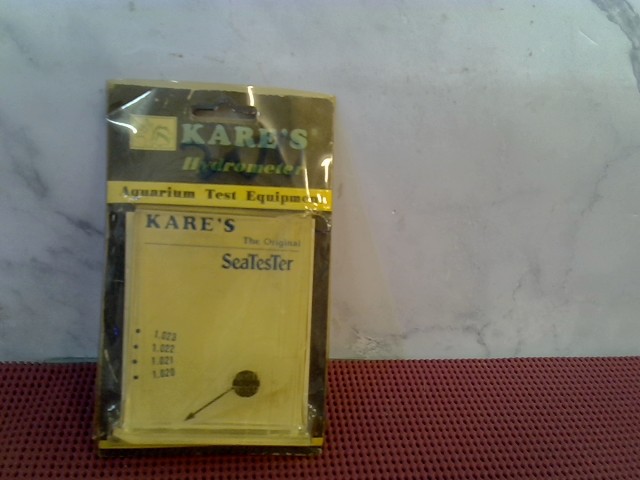 KARE'S
Hydrometer
Aquarium Test Equipment
KARE'S
The Original
SeaTesTer
1.023
1.022
1.021
1.020